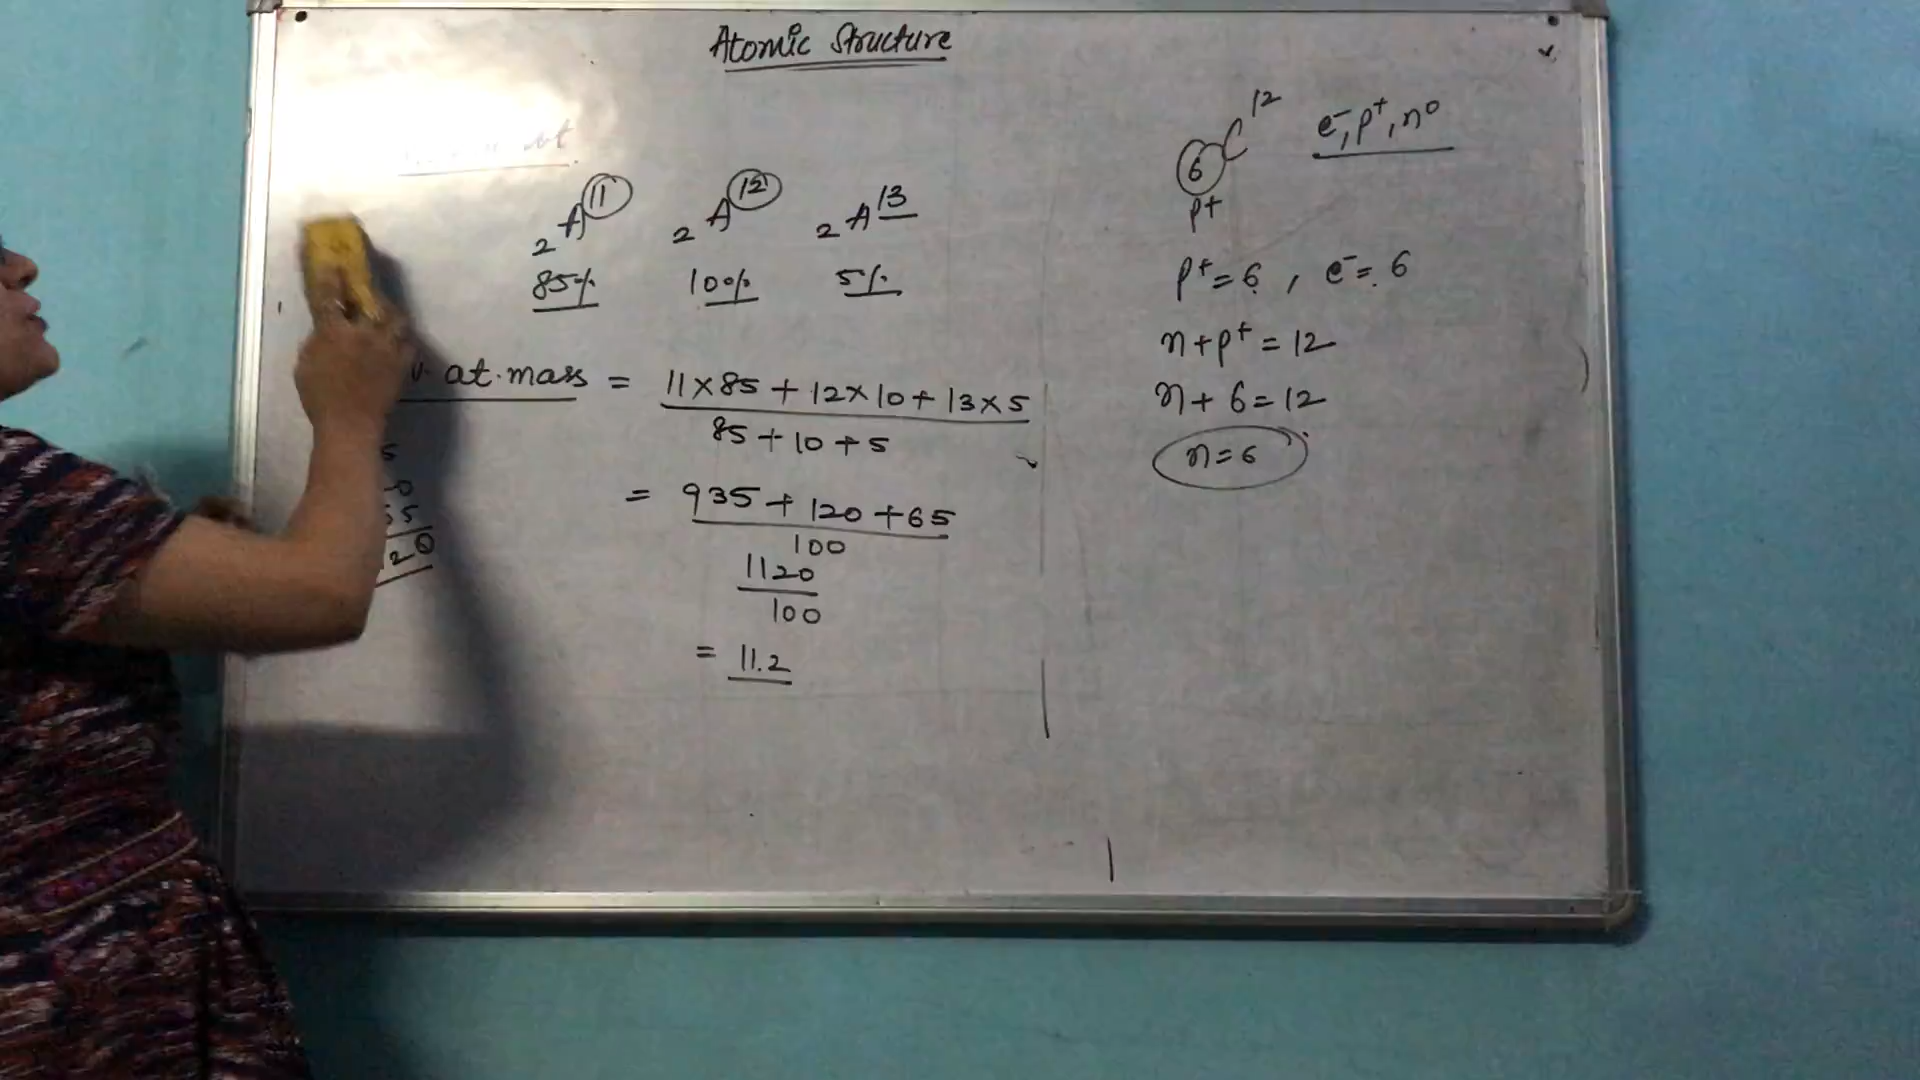 Atomic Structure
₂A¹¹ ₂A¹² ₂A¹³
85% 100% 5%
at. mass = 11×85 + 12×10 + 13×5
85 + 10 + 5
= 935 + 120 + 65
100
1120
100
= 11.2
₆C¹² e⁻, p⁺, n⁰
p⁺
p⁺ = 6, e⁻ = 6
n + p⁺ = 12
n + 6 = 12
n = 6